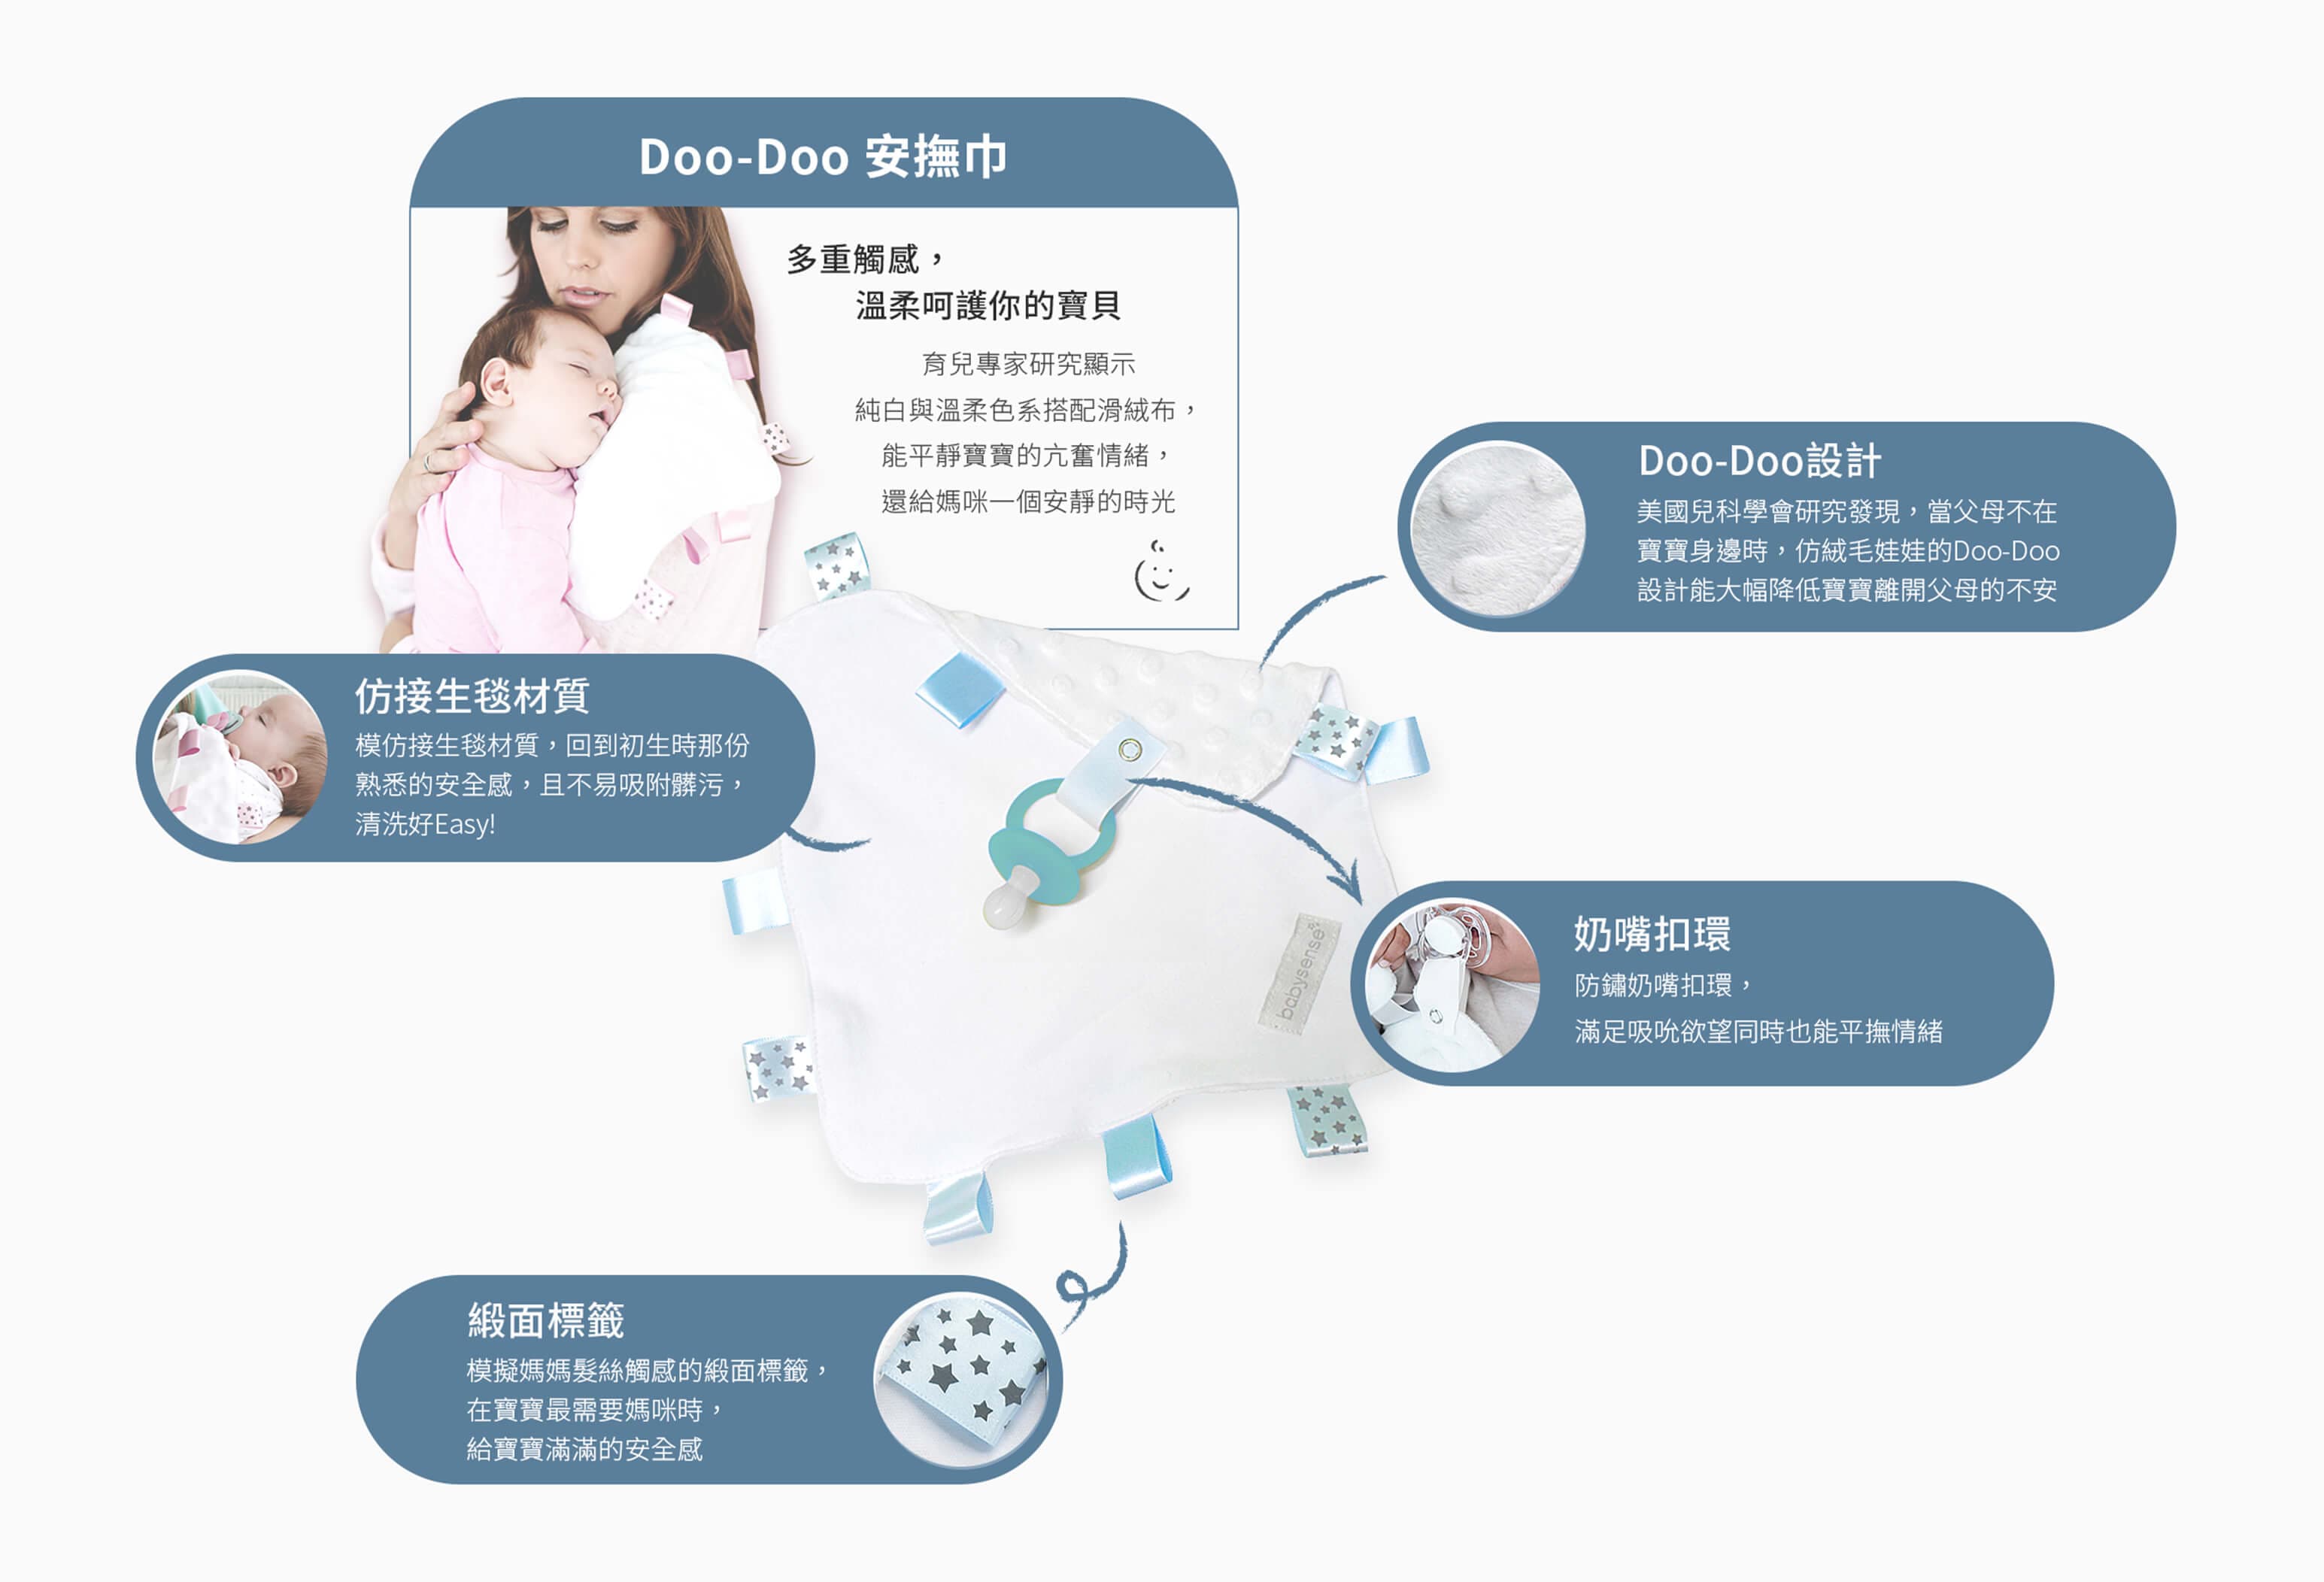 Doo-Doo 安撫巾
多重觸感，
溫柔呵護你的寶貝
育兒專家研究顯示
純白與溫柔色系搭配滑絨布，
能平靜寶寶的亢奮情緒，
還給媽咪一個安靜的時光
Doo-Doo設計
美國兒科學會研究發現，當父母不在
寶寶身邊時，仿絨毛娃娃的Doo-Doo
設計能大幅降低寶寶離開父母的不安
仿接生毯材質
模仿接生毯材質，回到初生時那份
熟悉的安全感，且不易吸附髒污，
清洗好Easy!
babysense®
奶嘴扣環
防鏽奶嘴扣環，
滿足吸吮欲望同時也能平撫情緒
緞面標籤
模擬媽媽髮絲觸感的緞面標籤，
在寶寶最需要媽咪時，
給寶寶滿滿的安全感